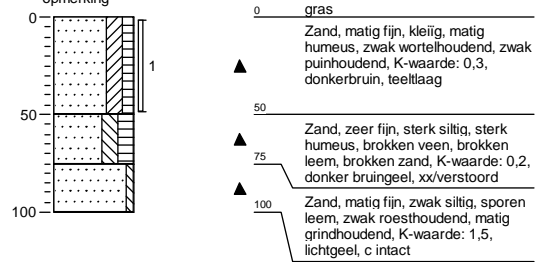 opmerking
0
50
100
1
0
gras
Zand, matig fijn, kleiïg, matig
humeus, zwak wortelhoudend, zwak
puinhoudend, K-waarde: 0,3,
donkerbruin, teeltlaag
50
Zand, zeer fijn, sterk siltig, sterk
humeus, brokken veen, brokken
leem, brokken zand, K-waarde: 0,2,
donker bruingeel, xx/verstoord
75
Zand, matig fijn, zwak siltig, sporen
leem, zwak roesthoudend, matig
grindhoudend, K-waarde: 1,5,
lichtgeel, c intact
100